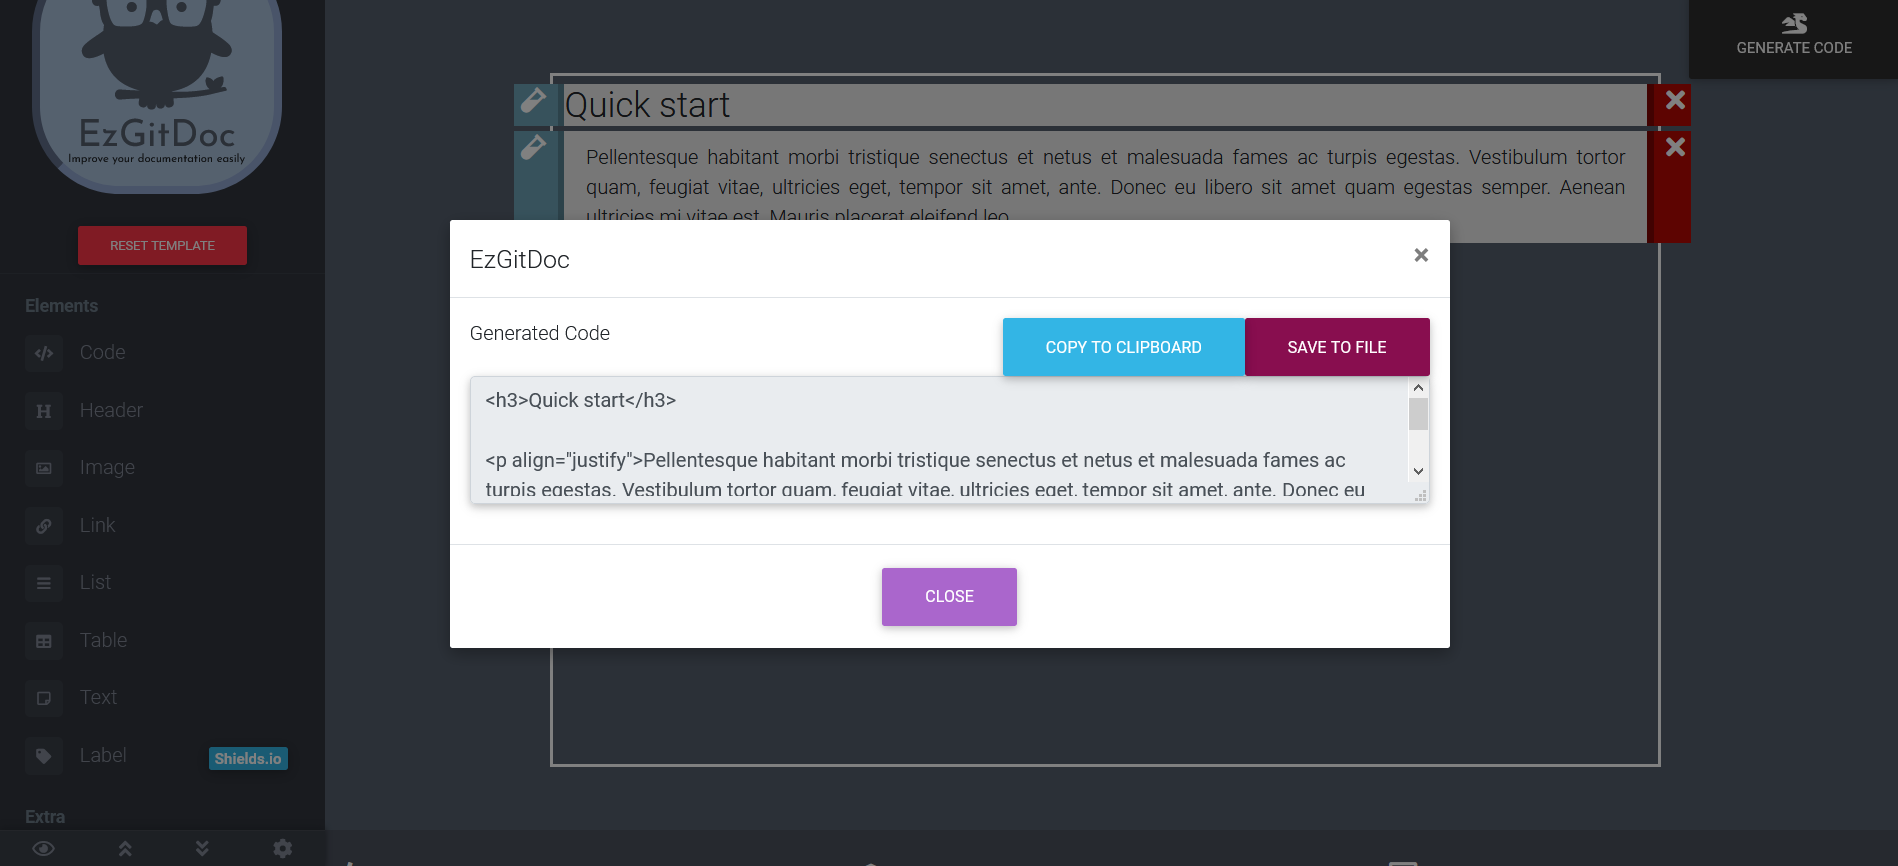 EzGitDoc
Improve your documentation easily
RESET TEMPLATE
Elements
Code
Header
Image
Link
List
Table
Text
Label
Shields.io
Extra
GENERATE CODE
Quick start
Pellentesque habitant morbi tristique senectus et netus et malesuada fames ac turpis egestas. Vestibulum tortor
quam, feugiat vitae, ultricies eget, tempor sit amet, ante. Donec eu libero sit amet quam egestas semper. Aenean
ultricies mi vitae est. Mauris placerat eleifend leo.
EzGitDoc
×
Generated Code
COPY TO CLIPBOARD
SAVE TO FILE
<h3>Quick start</h3>
<p align="justify">Pellentesque habitant morbi tristique senectus et netus et malesuada fames ac
turpis egestas. Vestibulum tortor quam, feugiat vitae, ultricies eget, tempor sit amet, ante. Donec eu
CLOSE